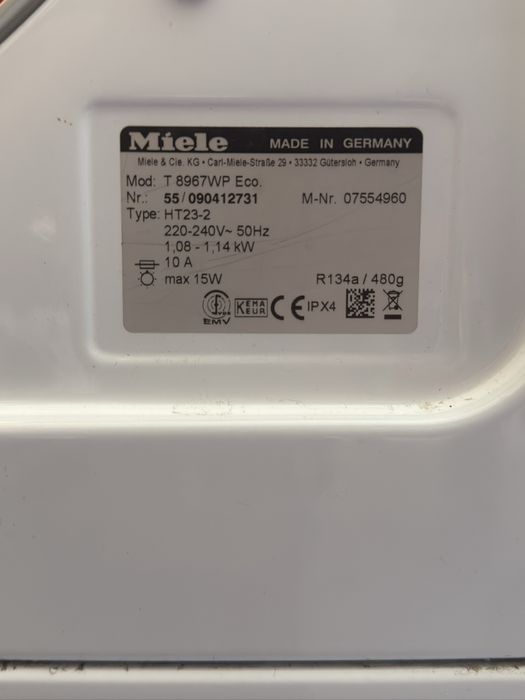 Miele MADE IN GERMANY
Miele & Cie. KG • Carl-Miele-Straße 29 • 33332 Gütersloh • Germany
Mod: T 8967WP Eco.
Nr.: 55/090412731 M-Nr. 07554960
Type: HT23-2
220-240V~ 50Hz
1,08 - 1,14 kW
10 A
max 15W R134a / 480g
KEMA
KEUR
CE IPX4
EMV